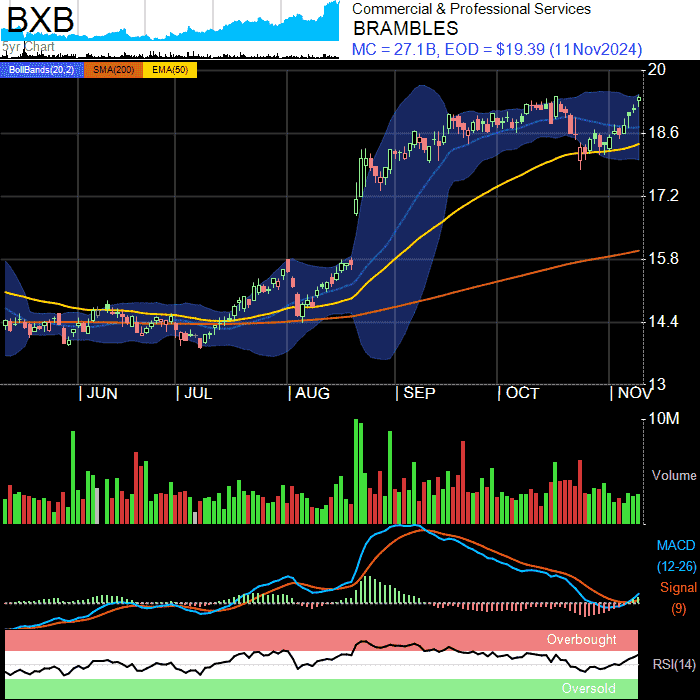 BXB
5yr Chart
Commercial & Professional Services
BRAMBLES
MC = 27.1B, EOD = $19.39 (11Nov2024)
BollBands(20,2) SMA(200) EMA(50)
20
18.6
17.2
15.8
14.4
13
JUN JUL AUG SEP OCT NOV
10M
Volume
MACD
(12-26)
Signal
(9)
Overbought
RSI(14)
Oversold